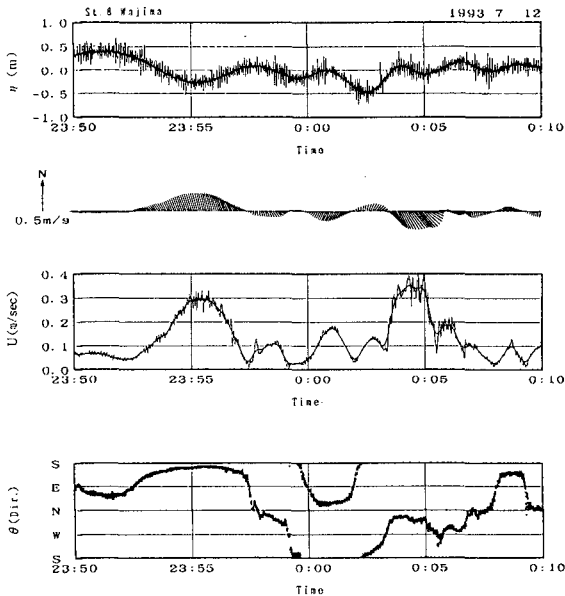 St. 6 Wajima 1993 7 12
1.0
0.5
0.0
-0.5
-1.0
η (m)
23:50 23:55 0:00 0:05 0:10
Time
N
0.5m/s
0.4
0.3
0.2
0.1
0.0
U(m/sec)
23:50 23:55 0:00 0:05 0:10
Time
S
E
N
W
S
θ(Dir.)
23:50 23:55 0:00 0:05 0:10
Time